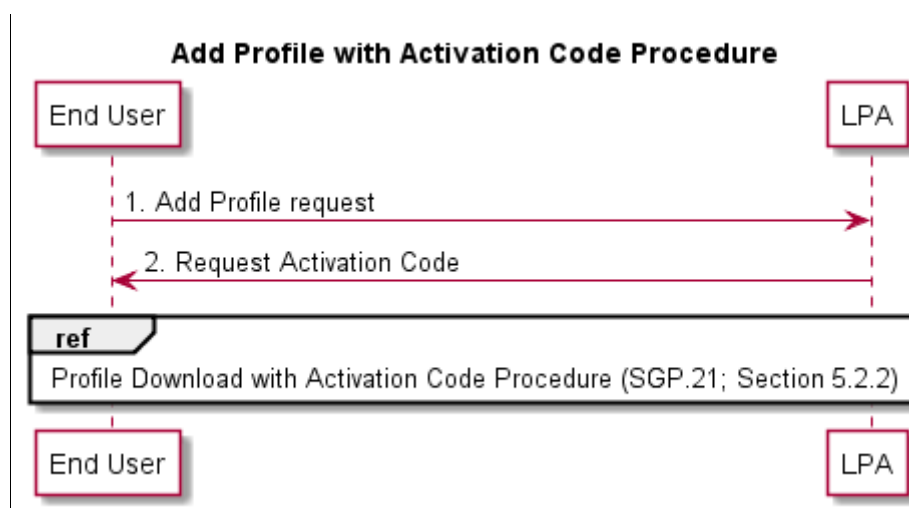 Add Profile with Activation Code Procedure
End User
LPA
1. Add Profile request
2. Request Activation Code
ref
Profile Download with Activation Code Procedure (SGP.21; Section 5.2.2)
End User
LPA